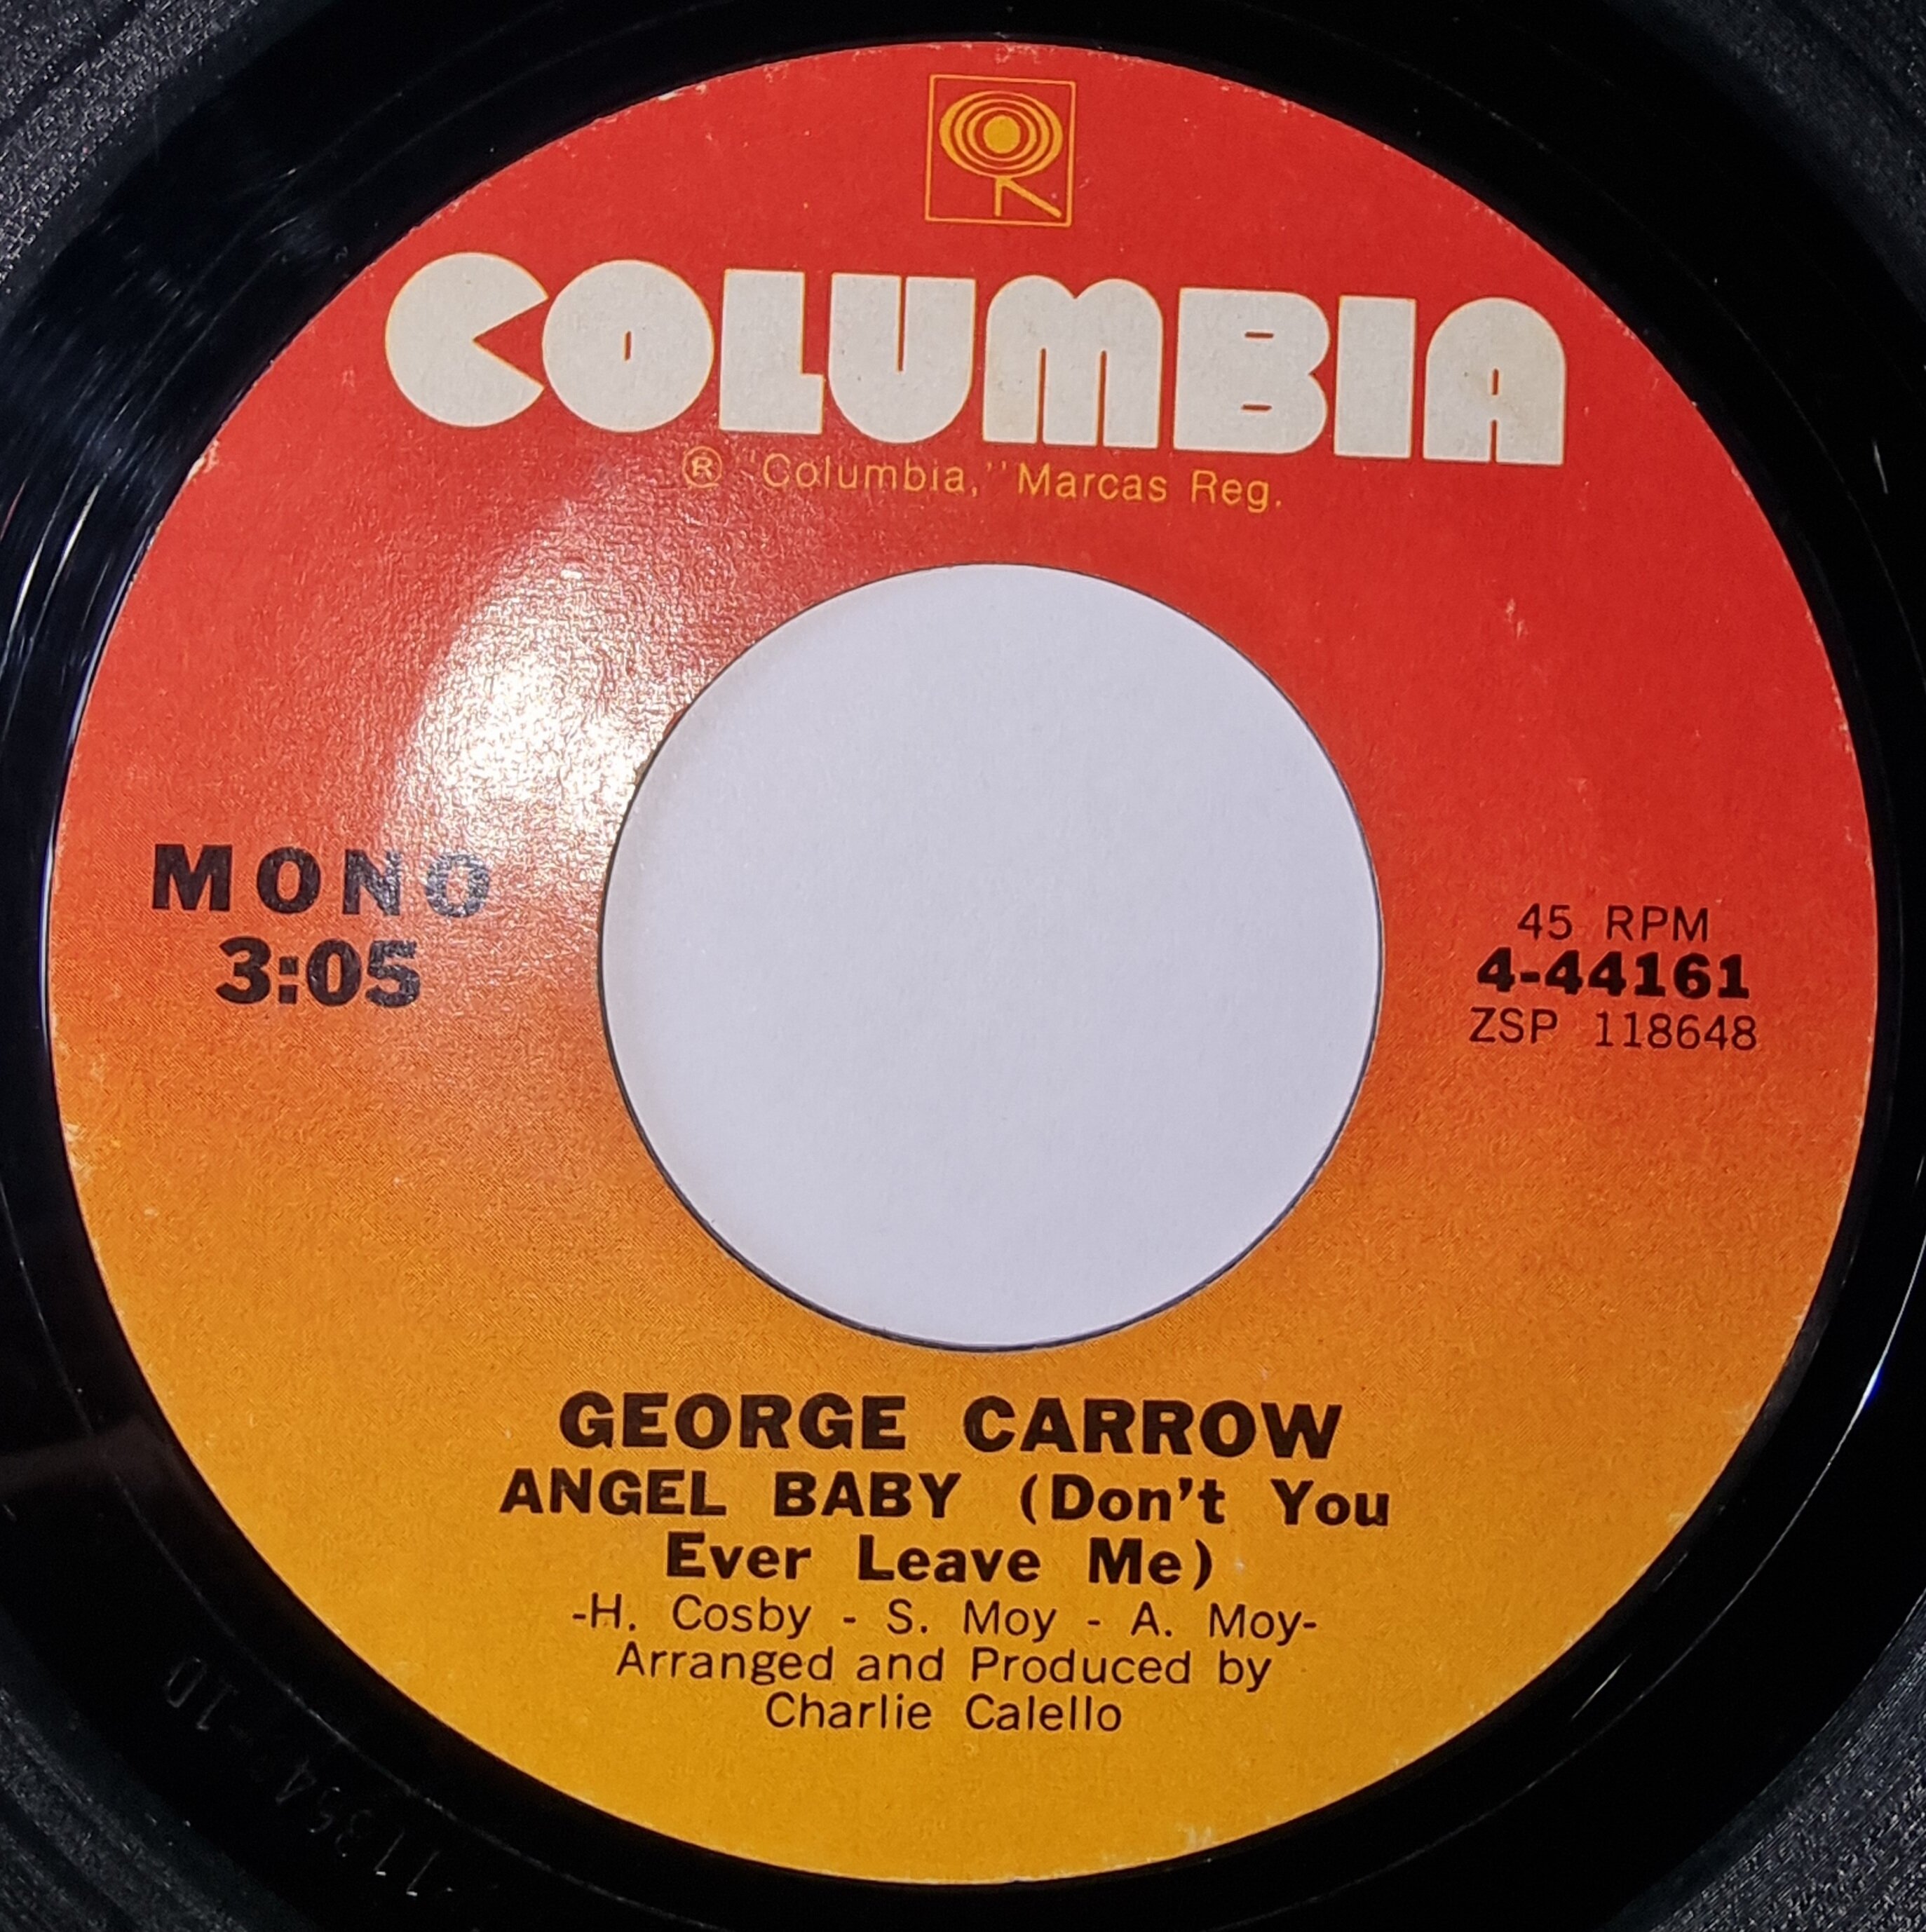 COLUMBIA
® "Columbia," Marcas Reg.
MONO
3:05
45 RPM
4-44161
ZSP 118648
GEORGE CARROW
ANGEL BABY (Don't You
Ever Leave Me)
-H. Cosby - S. Moy - A. Moy-
Arranged and Produced by
Charlie Calello